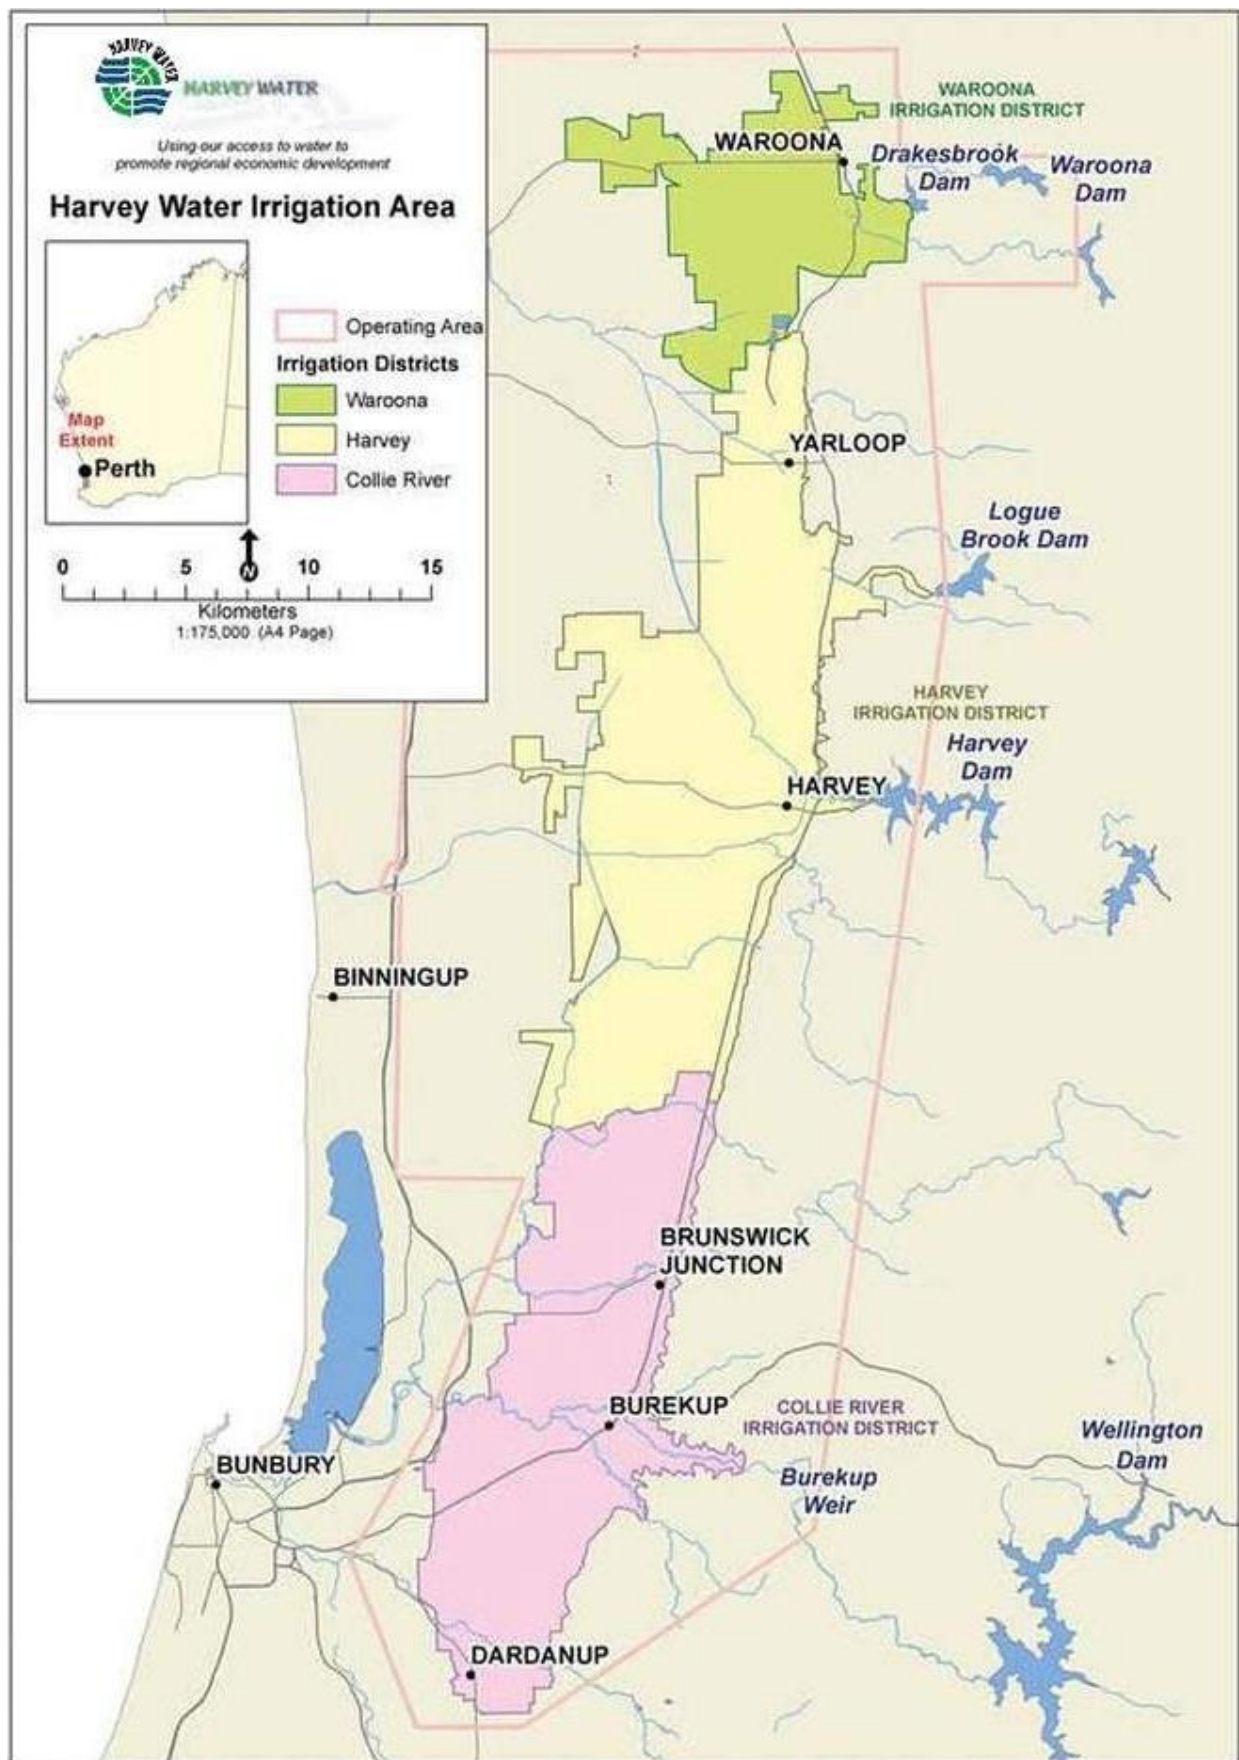 HARVEY WATER
HARVEY WATER
Using our access to water to
promote regional economic development
Harvey Water Irrigation Area
Map
Extent
Perth
Operating Area
Irrigation Districts
Waroona
Harvey
Collie River
N
0 5 10 15
Kilometers
1:175,000 (A4 Page)
WAROONA
IRRIGATION DISTRICT
WAROONA
Drakesbrook
Dam
Waroona
Dam
YARLOOP
Logue
Brook Dam
HARVEY
IRRIGATION DISTRICT
Harvey
Dam
HARVEY
BINNINGUP
BRUNSWICK
JUNCTION
BUREKUP
COLLIE RIVER
IRRIGATION DISTRICT
Wellington
Dam
Burekup
Weir
BUNBURY
DARDANUP